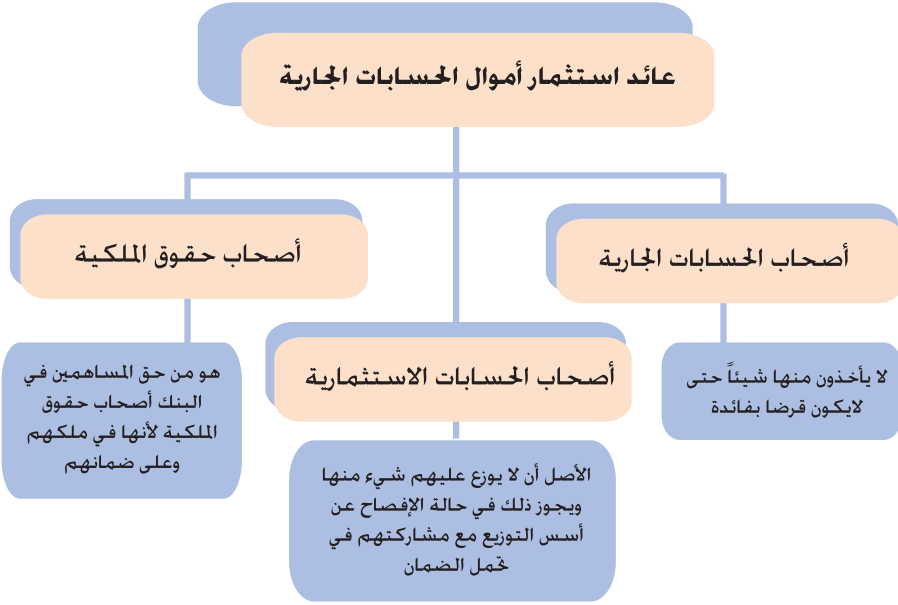 عائد استثمار أموال الحسابات الجارية
أصحاب الحسابات الجارية
لا يأخذون منها شيئاً حتى
لايكون قرضا بفائدة
أصحاب الحسابات الاستثمارية
الأصل أن لا يوزع عليهم شيء منها
ويجوز ذلك في حالة الإفصاح عن
أسس التوزيع مع مشاركتهم في
تحمل الضمان
أصحاب حقوق الملكية
هو من حق المساهمين في
البنك أصحاب حقوق
الملكية لأنها في ملكهم
وعلى ضمانهم